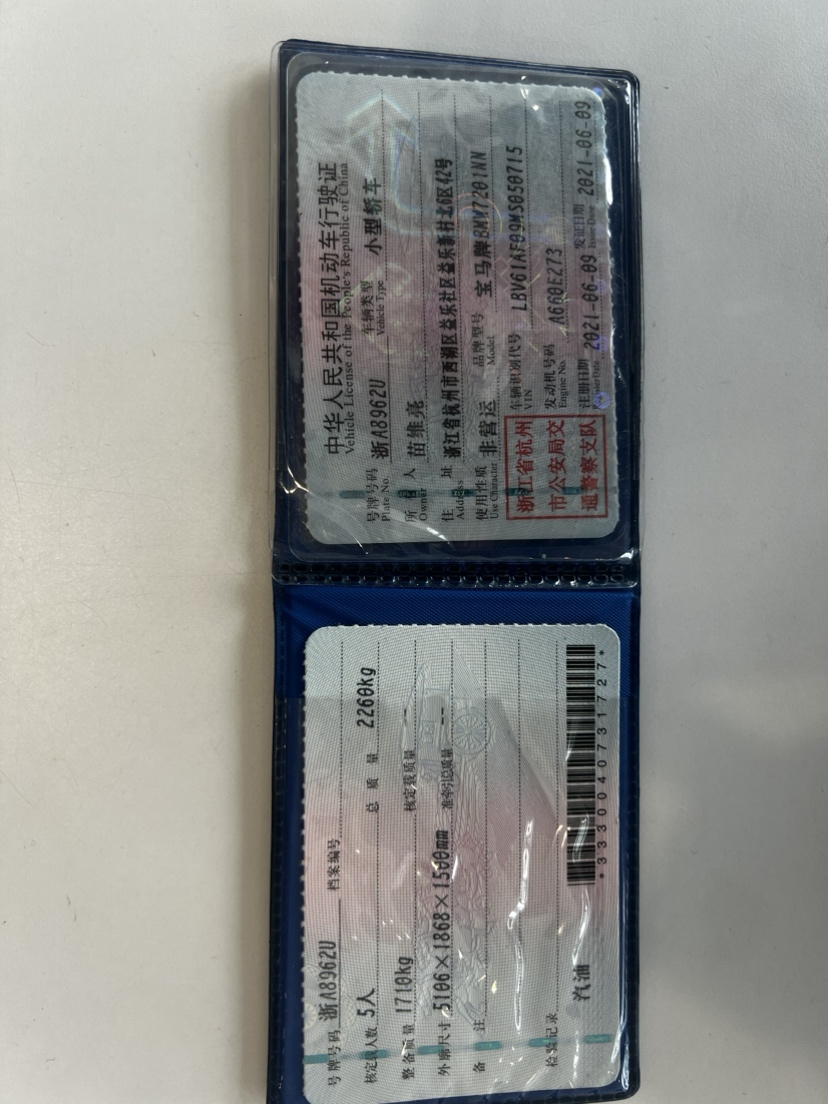 中华人民共和国机动车行驶证
Vehicle License of the People's Republic of China
号牌号码 浙A8962U 车辆类型 小型轿车
Plate No. Vehicle Type
所有人 苗维亮
Owner
住址 浙江省杭州市西湖区益乐社区益乐新村北6区42号
Address
使用性质 非营运 品牌型号 宝马牌BMW7201NN
Use Character Model
浙江省杭州
市公安局交
通警察支队
车辆识别代号 LBV61AF09MS050715
VIN
发动机号码 A660E273
Engine No.
注册日期 2021-06-09 发证日期 2021-06-09
Register Date Issue Date
号牌号码 浙A8962U 档案编号
核定载人数 5人 总质量 2260kg
整备质量 1710kg 核定载质量 --
外廓尺寸 5106×1868×1500mm 准牵引总质量 --
备注
检验记录
汽油
*3330040731727*